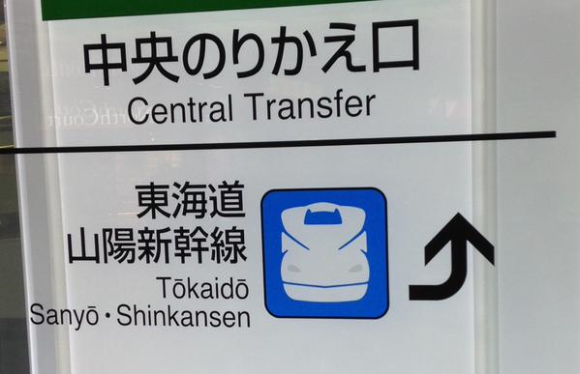 中央のりかえ口
Central Transfer
東海道
山陽新幹線
Tōkaidō
Sanyō・Shinkansen